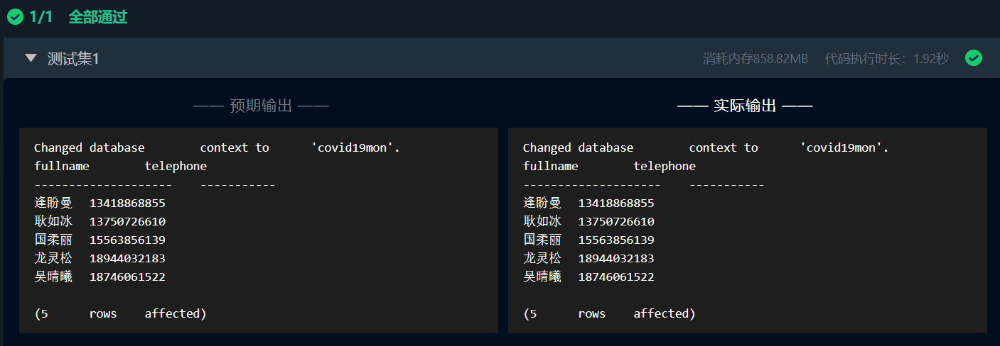 1/1 全部通过
测试集1 消耗内存858.82MB 代码执行时长：1.92秒
—— 预期输出 ——
Changed database context to 'covid19mon'.
fullname telephone
-------------------- -----------
逄盼曼 13418868855
耿如冰 13750726610
国柔丽 15563856139
龙灵松 18944032183
吴晴曦 18746061522
(5 rows affected)
—— 实际输出 ——
Changed database context to 'covid19mon'.
fullname telephone
-------------------- -----------
逄盼曼 13418868855
耿如冰 13750726610
国柔丽 15563856139
龙灵松 18944032183
吴晴曦 18746061522
(5 rows affected)